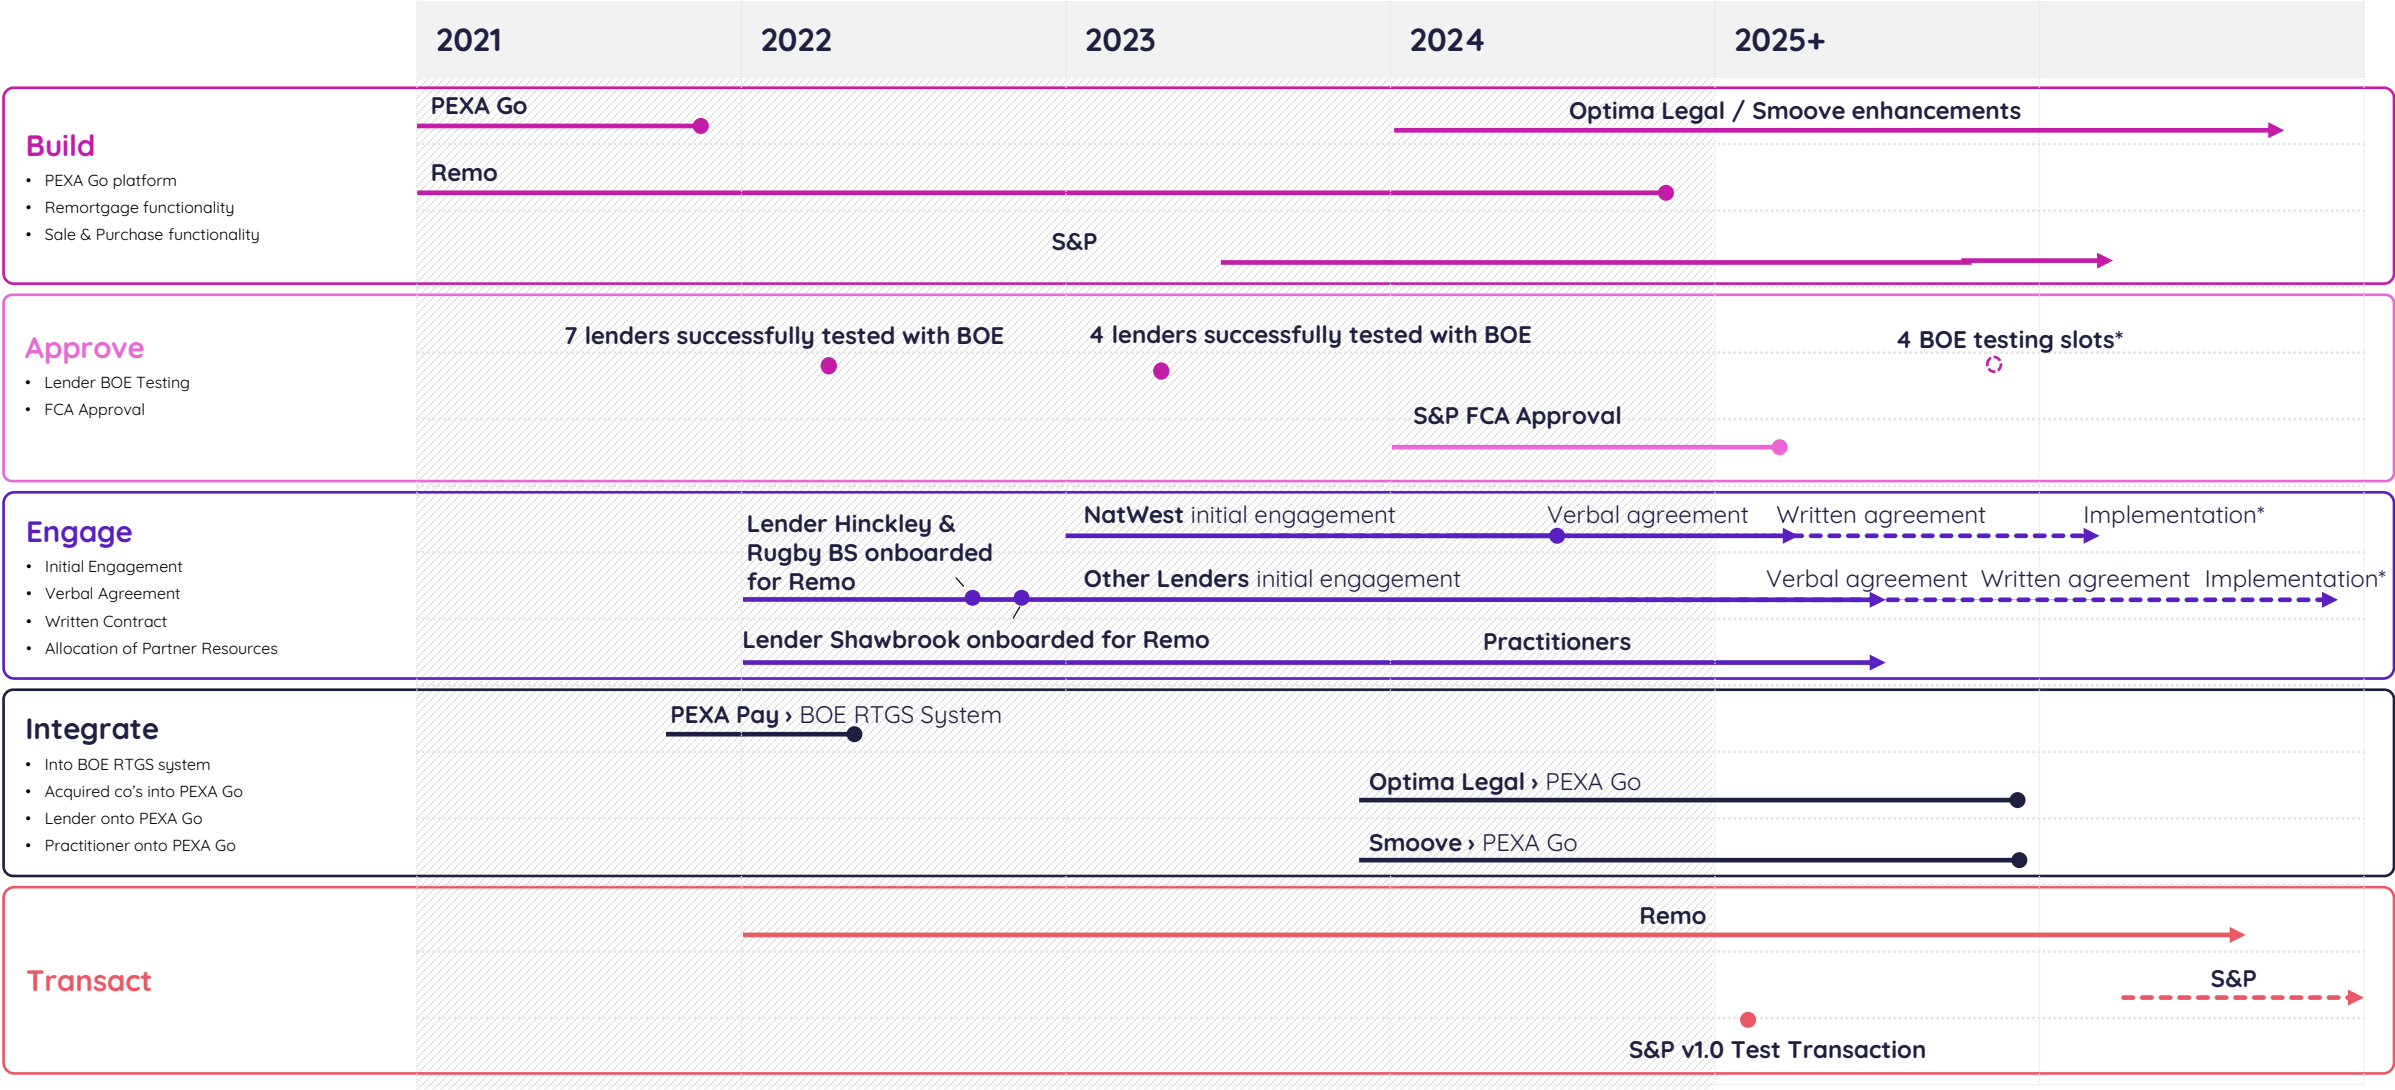 2021
2022
2023
2024
2025+
Build
• PEXA Go platform
• Remortgage functionality
• Sale & Purchase functionality
PEXA Go
Optima Legal / Smoove enhancements
Remo
S&P
Approve
• Lender BOE Testing
• FCA Approval
7 lenders successfully tested with BOE
4 lenders successfully tested with BOE
4 BOE testing slots*
S&P FCA Approval
Engage
• Initial Engagement
• Verbal Agreement
• Written Contract
• Allocation of Partner Resources
Lender Hinckley &
Rugby BS onboarded
for Remo
NatWest initial engagement
Verbal agreement
Written agreement
Implementation*
Other Lenders initial engagement
Verbal agreement
Written agreement
Implementation*
Lender Shawbrook onboarded for Remo
Practitioners
Integrate
• Into BOE RTGS system
• Acquired co's into PEXA Go
• Lender onto PEXA Go
• Practitioner onto PEXA Go
PEXA Pay › BOE RTGS System
Optima Legal › PEXA Go
Smoove › PEXA Go
Transact
Remo
S&P
S&P v1.0 Test Transaction